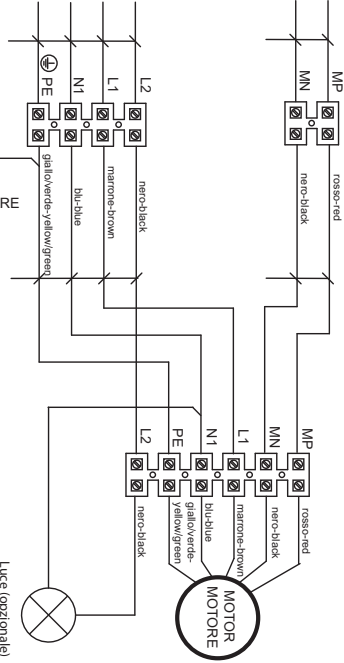 PE
N1
L1
L2
MN
MP
giallo/verde-yellow/green
blu-blue
marrone-brown
nero-black
nero-black
rosso-red
RE
L2
PE
N1
L1
MN
MP
nero-black
giallo/verde-
yellow/green
blu-blue
marrone-brown
nero-black
rosso-red
MOTOR
MOTORE
Luce (opzionale)